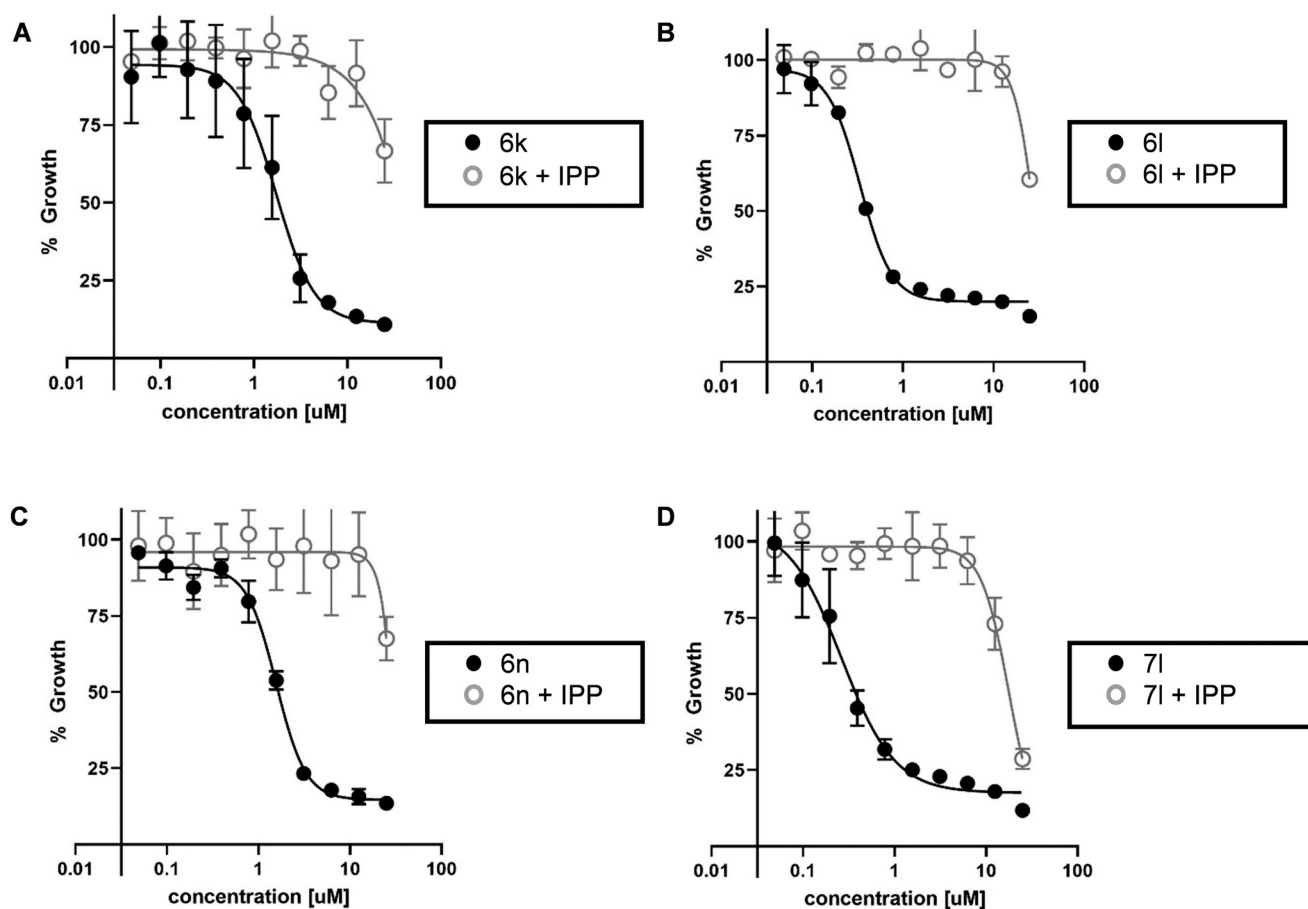 A
100
75
50
25
% Growth
0.01 0.1 1 10 100
concentration [uM]
6k
6k + IPP
B
100
75
50
25
% Growth
0.01 0.1 1 10 100
concentration [uM]
6l
6l + IPP
C
100
75
50
25
% Growth
0.01 0.1 1 10 100
concentration [uM]
6n
6n + IPP
D
100
75
50
25
% Growth
0.01 0.1 1 10 100
concentration [uM]
7l
7l + IPP